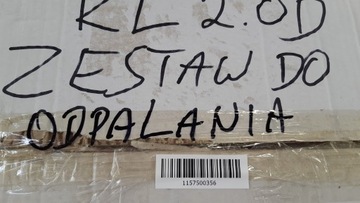 KL 2.0D
ZESTAW DO
ODPALANIA
1157500356